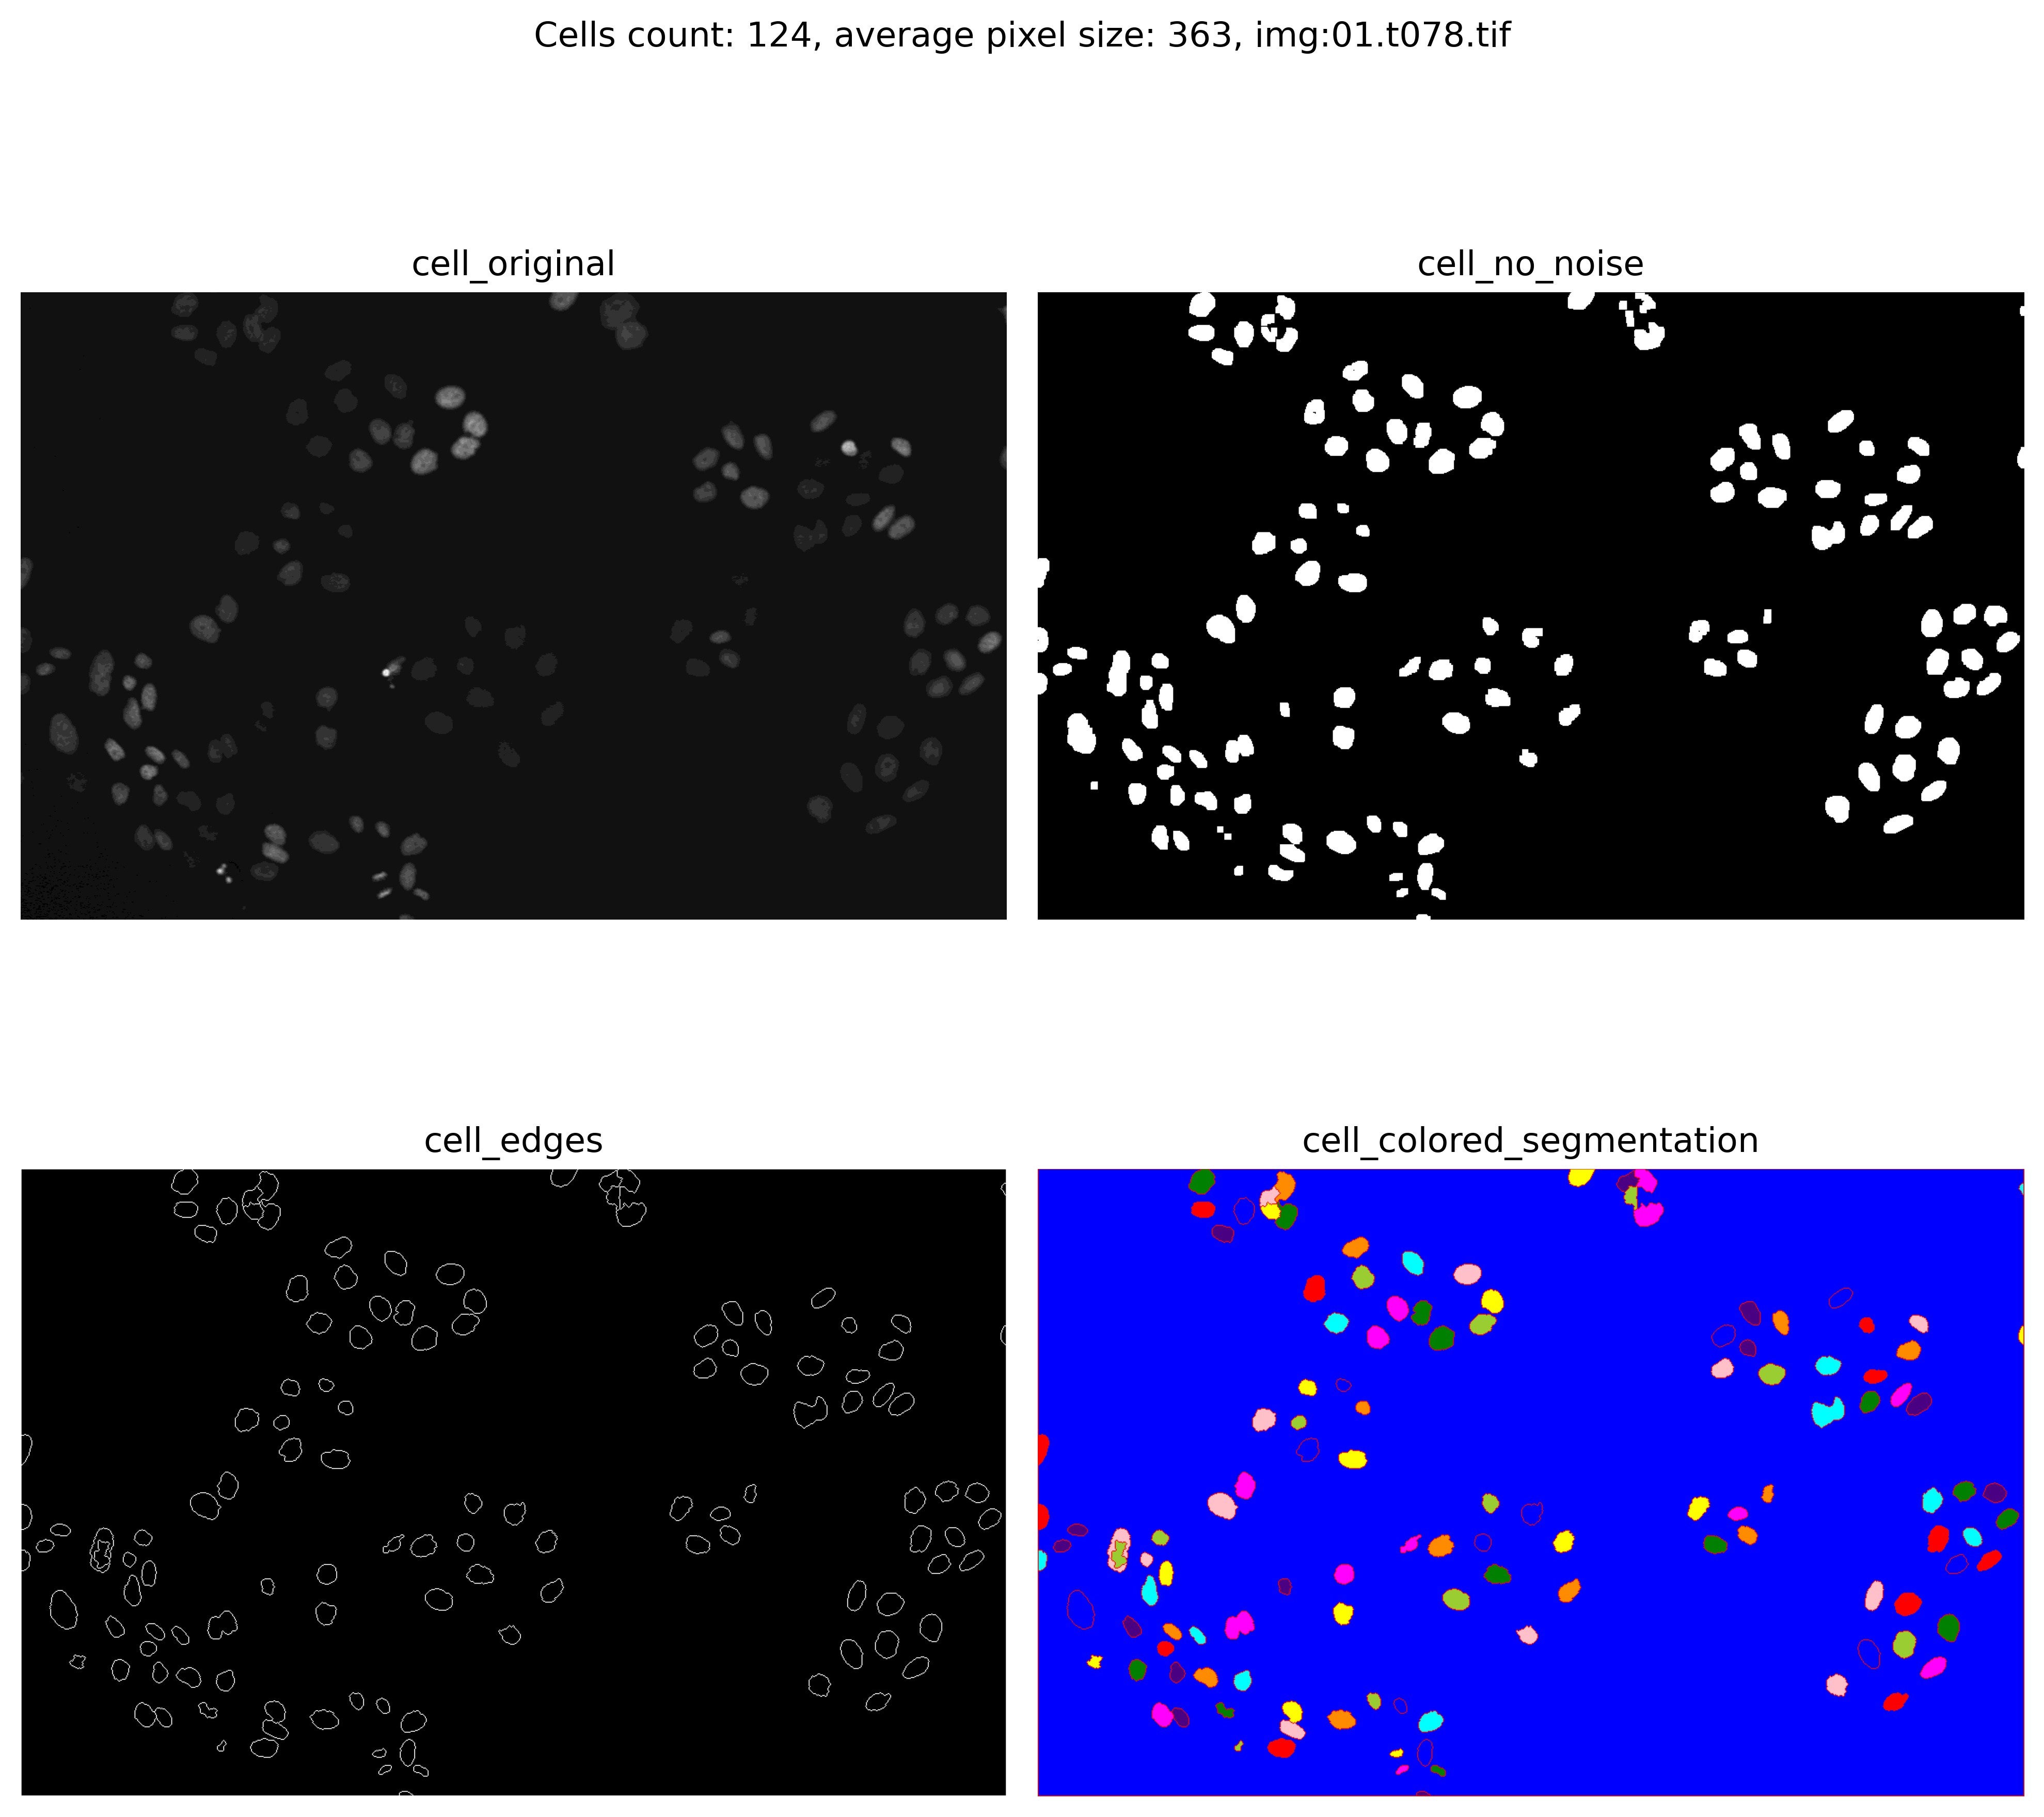 Cells count: 124, average pixel size: 363, img:01.t078.tif
cell_original
cell_no_noise
cell_edges
cell_colored_segmentation